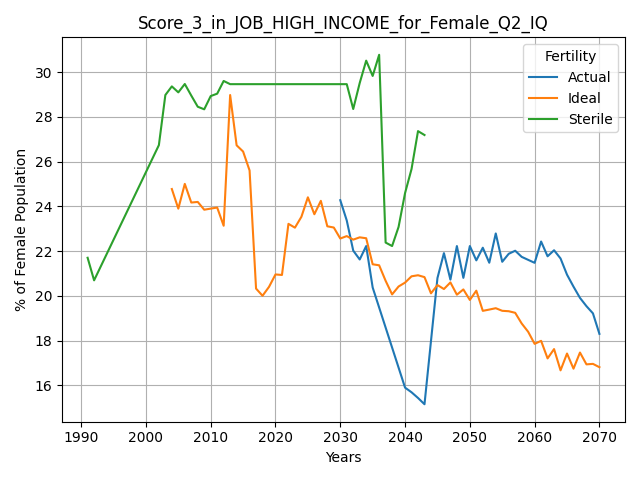 Score_3_in_JOB_HIGH_INCOME_for_Female_Q2_IQ
Fertility
Actual
Ideal
Sterile
% of Female Population
30
28
26
24
22
20
18
16
1990 2000 2010 2020 2030 2040 2050 2060 2070
Years